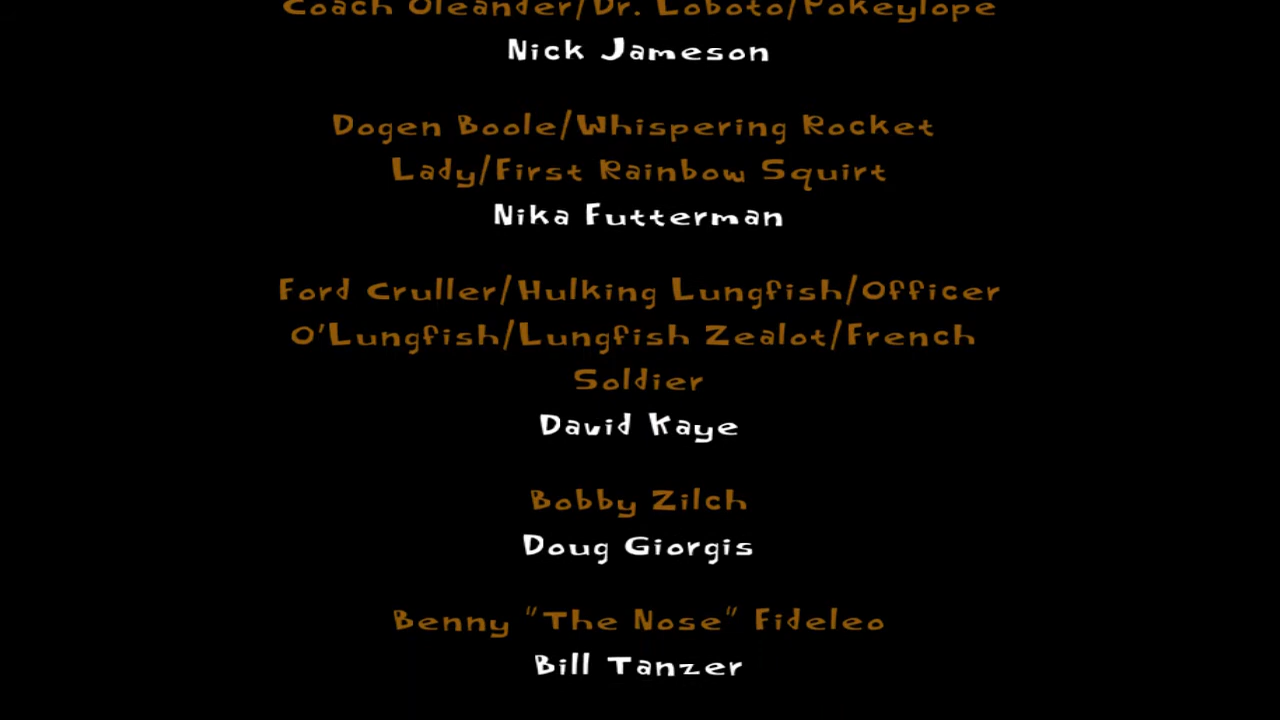 Coach Oleander/Dr. Loboto/Pokeylope
Nick Jameson
Dogen Boole/Whispering Rocket
Lady/First Rainbow Squirt
Nika Futterman
Ford Cruller/Hulking Lungfish/Officer
O'Lungfish/Lungfish Zealot/French
Soldier
David Kaye
Bobby Zilch
Doug Giorgis
Benny "The Nose" Fideleo
Bill Tanzer